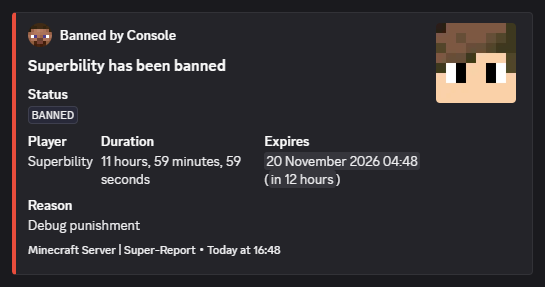 Banned by Console
Superbility has been banned
Status
BANNED
Player Duration Expires
Superbility 11 hours, 59 minutes, 59 20 November 2026 04:48
seconds (in 12 hours)
Reason
Debug punishment
Minecraft Server | Super-Report • Today at 16:48